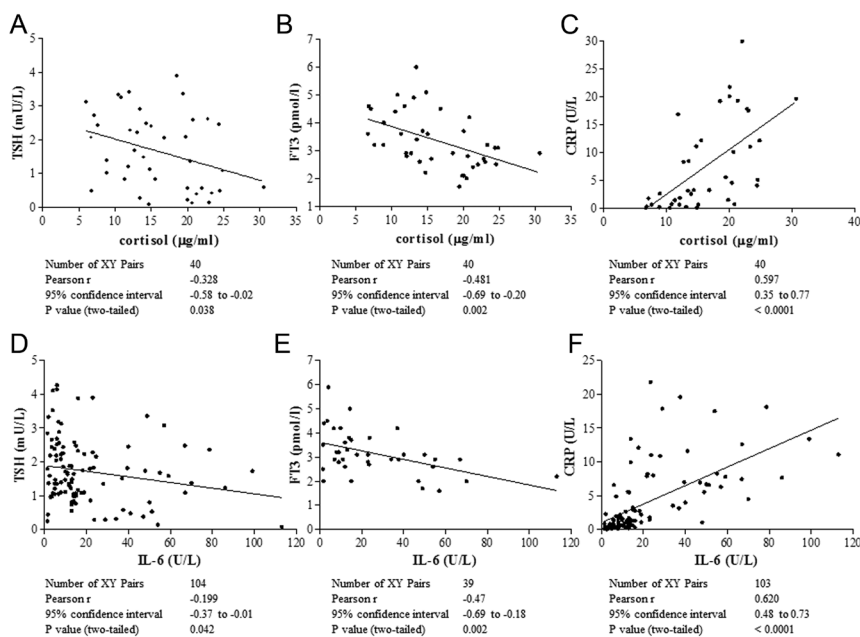 A
B
C
TSH (mU/L)
5
4
3
2
1
0
0 10 20 30 40
cortisol (μg/ml)
FT3 (pmol/l)
7
6
5
4
3
2
1
0 10 20 30 40
cortisol (μg/ml)
CRP (U/L
30
25
20
15
10
5
0
0 10 20 30 40
cortisol (μg/ml)
Number of XY Pairs 40
Pearson r -0.328
95% confidence interval -0.58 to -0.02
P value (two-tailed) 0.038
Number of XY Pairs 40
Pearson r -0.481
95% confidence interval -0.69 to -0.20
P value (two-tailed) 0.002
Number of XY Pairs 40
Pearson r 0.597
95% confidence interval 0.35 to 0.77
P value (two-tailed) < 0.0001
D
E
F
TSH (mU/L)
5
4
3
2
1
0
0 20 40 60 80 100 120
IL-6 (U/L)
FT3 (pmol/l)
7
6
5
4
3
2
1
0 20 40 60 80 100 120
IL-6 (U/L)
CRP (U/L
25
20
15
10
5
0
0 20 40 60 80 100 120
IL-6 (U/L)
Number of XY Pairs 104
Pearson r -0.199
95% confidence interval -0.37 to -0.01
P value (two-tailed) 0.042
Number of XY Pairs 39
Pearson r -0.47
95% confidence interval -0.69 to -0.18
P value (two-tailed) 0.002
Number of XY Pairs 103
Pearson r 0.620
95% confidence interval 0.48 to 0.73
P value (two-tailed) < 0.0001